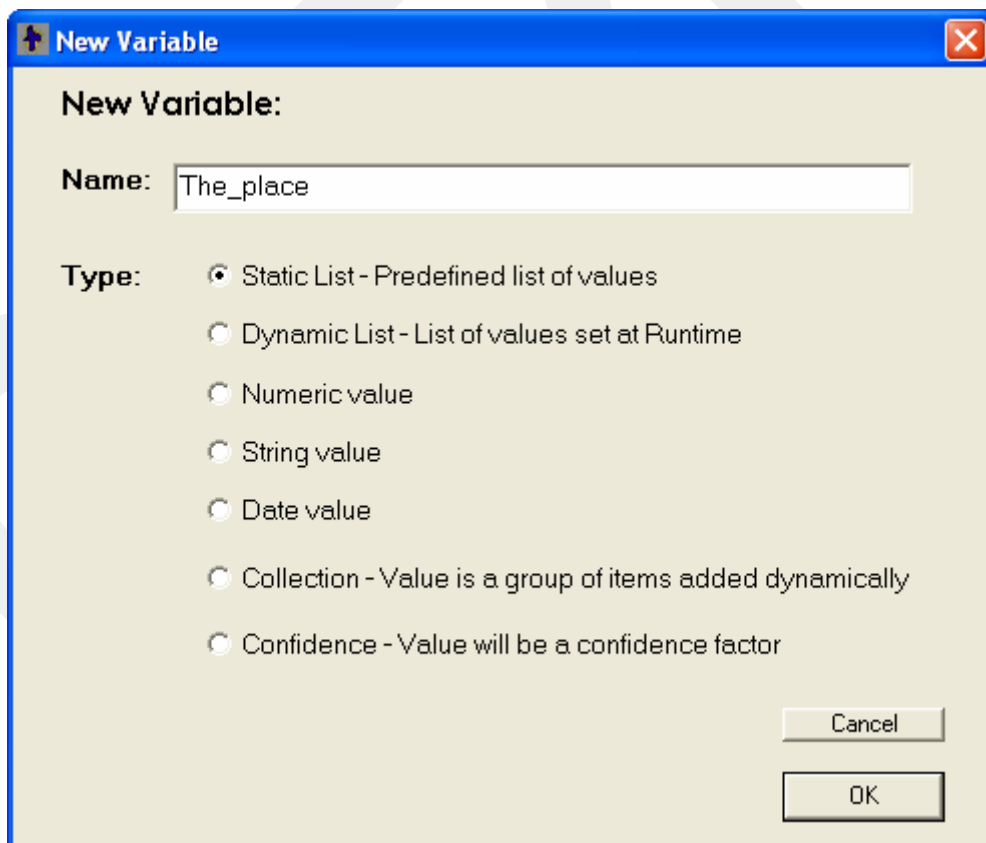 New Variable
New Variable:
Name: The_place
Type:
Static List - Predefined list of values
Dynamic List - List of values set at Runtime
Numeric value
String value
Date value
Collection - Value is a group of items added dynamically
Confidence - Value will be a confidence factor
Cancel
OK